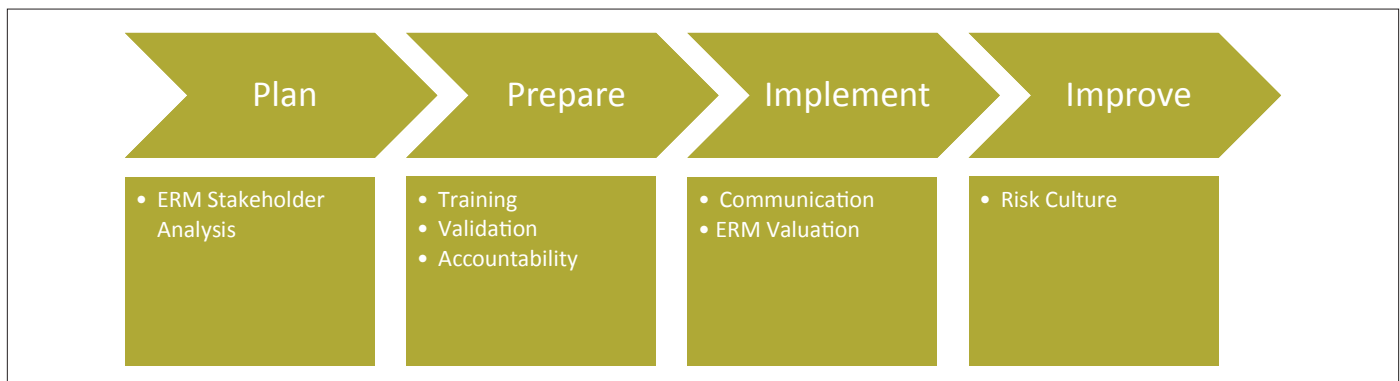 Plan
Prepare
Implement
Improve
• ERM Stakeholder
Analysis
• Training
• Validation
• Accountability
• Communication
• ERM Valuation
• Risk Culture